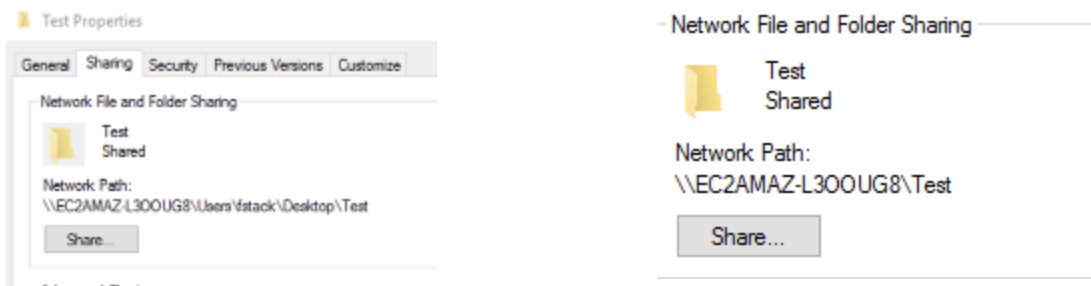 Test Properties
General Sharing Security Previous Versions Customize
Network File and Folder Sharing
Test
Shared
Network Path:
\\EC2AMAZ-L3OOUG8\Users\fstack\Desktop\Test
Share...
Network File and Folder Sharing
Test
Shared
Network Path:
\\EC2AMAZ-L3OOUG8\Test
Share...